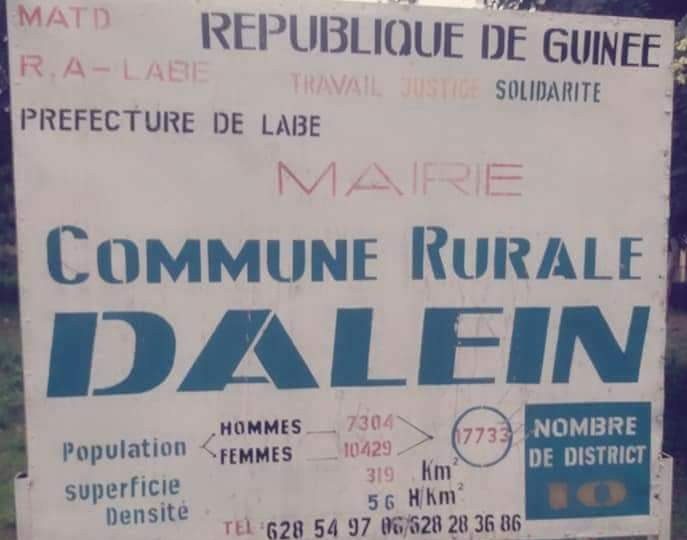 MATD
REPUBLIQUE DE GUINEE
R.A-LABE
TRAVAIL JUSTICE SOLIDARITE
PREFECTURE DE LABE
MAIRIE
COMMUNE RURALE
DALEIN
Population HOMMES 7304 17733
FEMMES 10429
superficie 319 Km²
Densité 56 H/Km²
NOMBRE
DE DISTRICT
10
TEL: 628 54 97 06/628 28 36 86